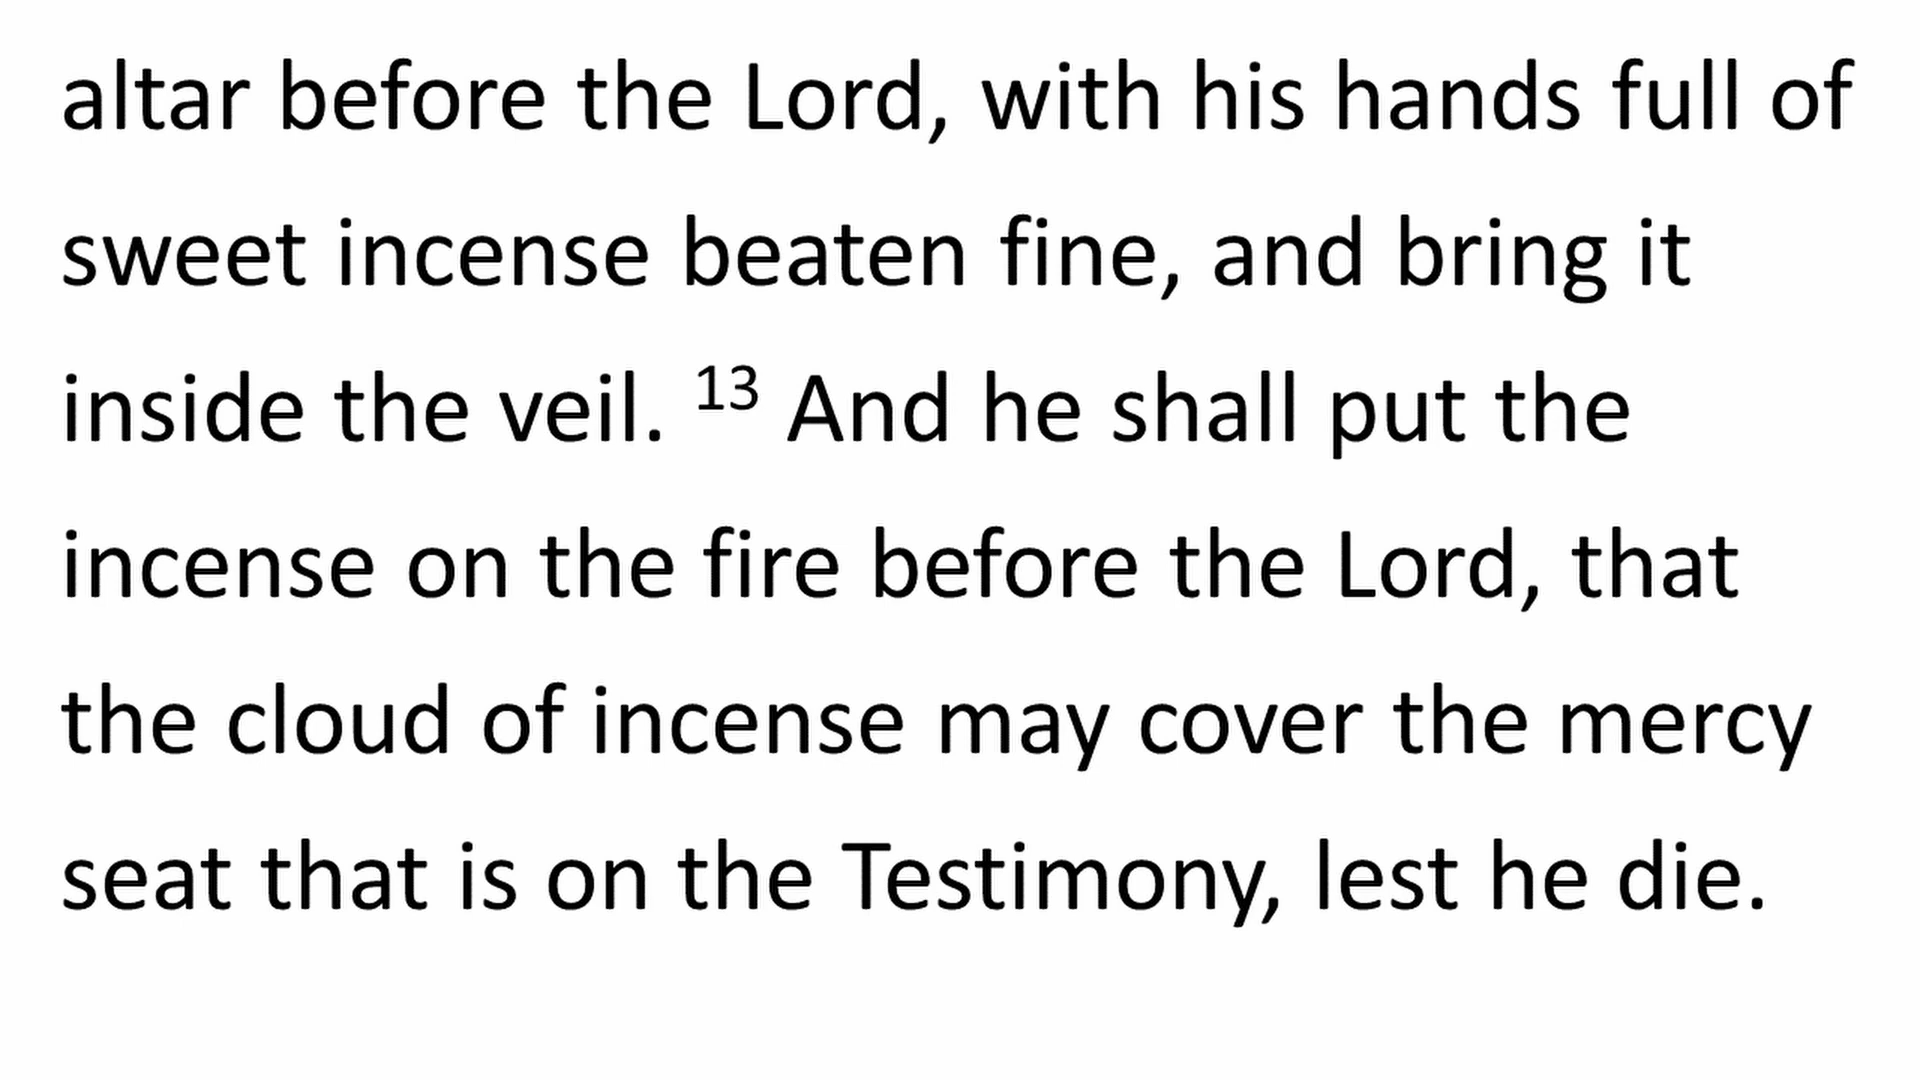 altar before the Lord, with his hands full of
sweet incense beaten fine, and bring it
inside the veil. 13 And he shall put the
incense on the fire before the Lord, that
the cloud of incense may cover the mercy
seat that is on the Testimony, lest he die.